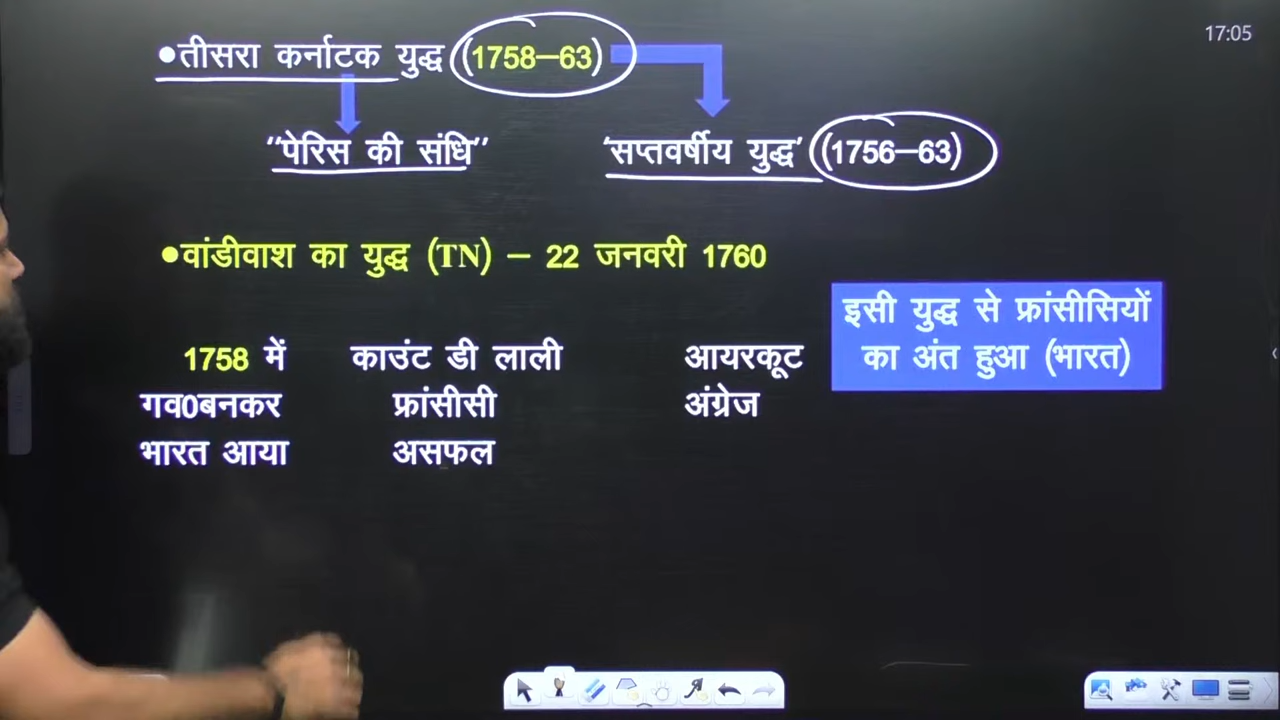 17:05
•तीसरा कर्नाटक युद्ध (1758–63)
"पेरिस की संधि" 'सप्तवर्षीय युद्ध' (1756–63)
•वांडीवाश का युद्ध (TN) – 22 जनवरी 1760
इसी युद्ध से फ्रांसीसियों
का अंत हुआ (भारत)
1758 में काउंट डी लाली आयरकूट
गव0बनकर फ्रांसीसी अंग्रेज
भारत आया असफल